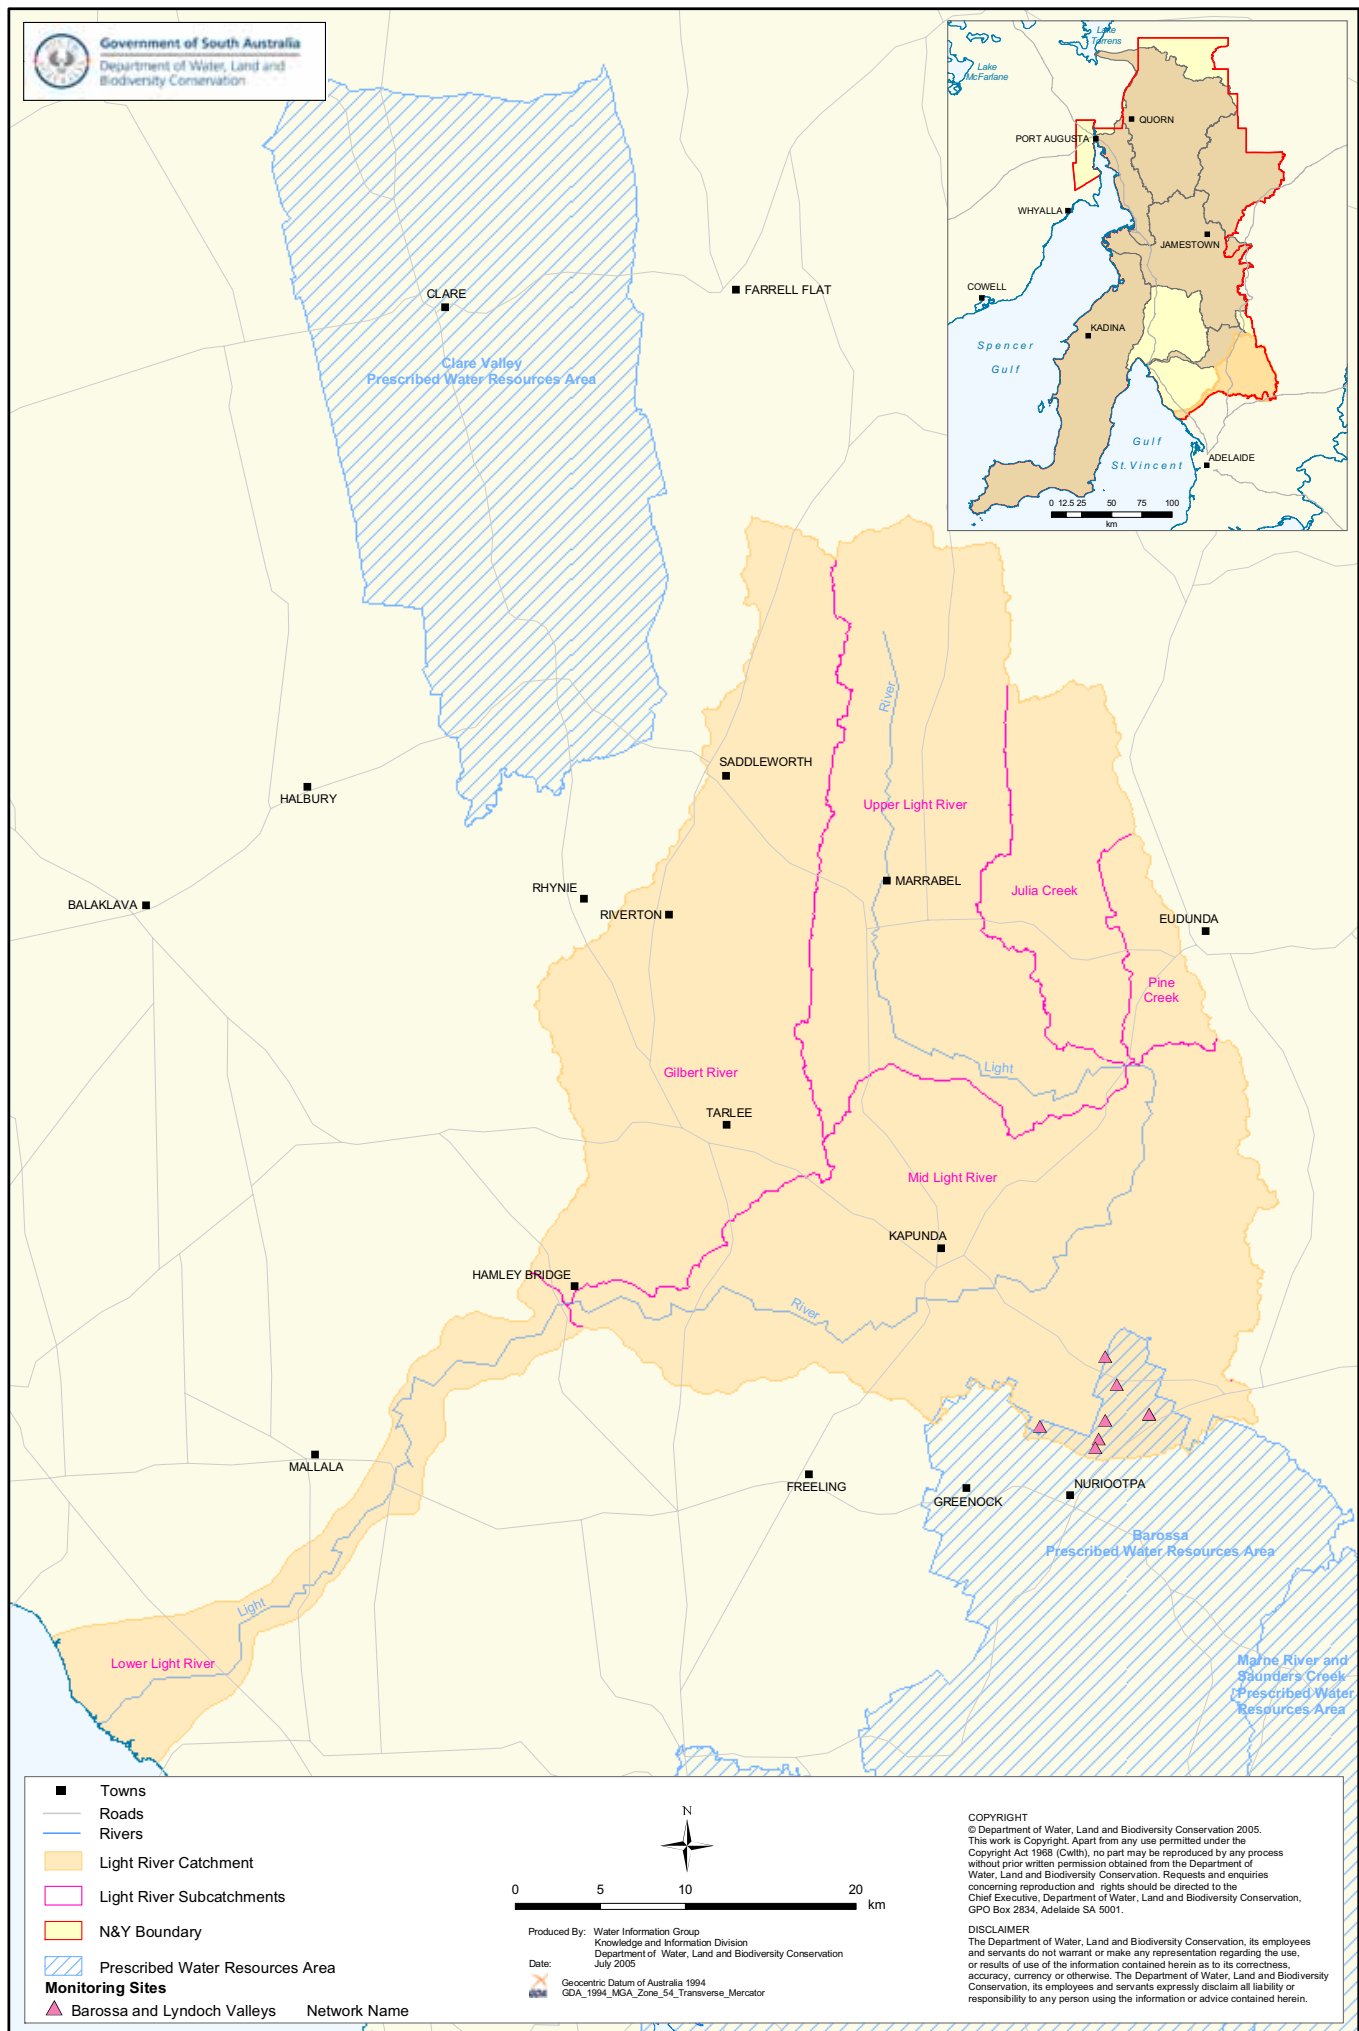 Government of South Australia
Department of Water, Land and
Biodiversity Conservation
Lake
Torrens
Lake
McFarlane
QUORN
PORT AUGUSTA
WHYALLA
JAMESTOWN
COWELL
KADINA
Spencer
Gulf
Gulf
St.Vincent
ADELAIDE
0 12.5 25 50 75 100
km
CLARE
FARRELL FLAT
Clare Valley
Prescribed Water Resources Area
River
SADDLEWORTH
HALBURY
Upper Light River
MARRABEL
Julia Creek
RHYNIE
BALAKLAVA
RIVERTON
EUDUNDA
Pine
Creek
Light
Gilbert River
TARLEE
Mid Light River
KAPUNDA
HAMLEY BRIDGE
River
MALLALA
FREELING
NURIOOTPA
GREENOCK
Barossa
Prescribed Water Resources Area
Light
Lower Light River
Marne River and
Saunders Creek
Prescribed Water
Resources Area
Towns
Roads
Rivers
Light River Catchment
Light River Subcatchments
N&Y Boundary
Prescribed Water Resources Area
Monitoring Sites
Barossa and Lyndoch Valleys Network Name
N
0 5 10 20
km
Produced By: Water Information Group
Knowledge and Information Division
Department of Water, Land and Biodiversity Conservation
Date: July 2005
GDA
Geocentric Datum of Australia 1994
GDA_1994_MGA_Zone_54_Transverse_Mercator
COPYRIGHT
© Department of Water, Land and Biodiversity Conservation 2005.
This work is Copyright. Apart from any use permitted under the
Copyright Act 1968 (Cwlth), no part may be reproduced by any process
without prior written permission obtained from the Department of
Water, Land and Biodiversity Conservation. Requests and enquiries
concerning reproduction and rights should be directed to the
Chief Executive, Department of Water, Land and Biodiversity Conservation,
GPO Box 2834, Adelaide SA 5001.
DISCLAIMER
The Department of Water, Land and Biodiversity Conservation, its employees
and servants do not warrant or make any representation regarding the use,
or results of use of the information contained herein as to its correctness,
accuracy, currency or otherwise. The Department of Water, Land and Biodiversity
Conservation, its employees and servants expressly disclaim all liability or
responsibility to any person using the information or advice contained herein.